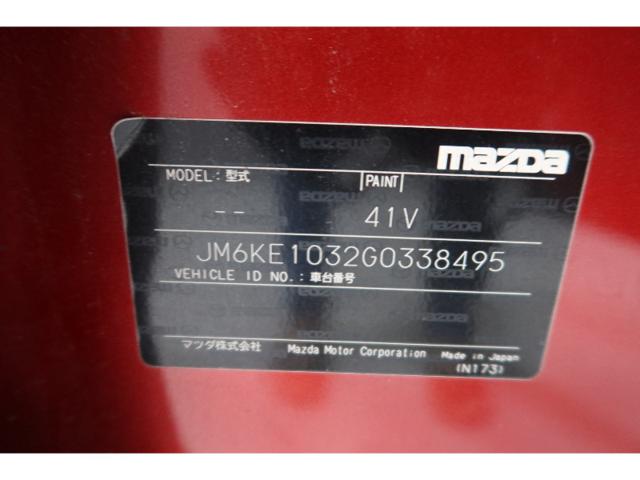 mazda
MODEL: 型式 PAINT
-- 41V
JM6KE1032G0338495
VEHICLE ID NO.: 車台番号
マツダ株式会社 Mazda Motor Corporation Made in Japan
(N173)